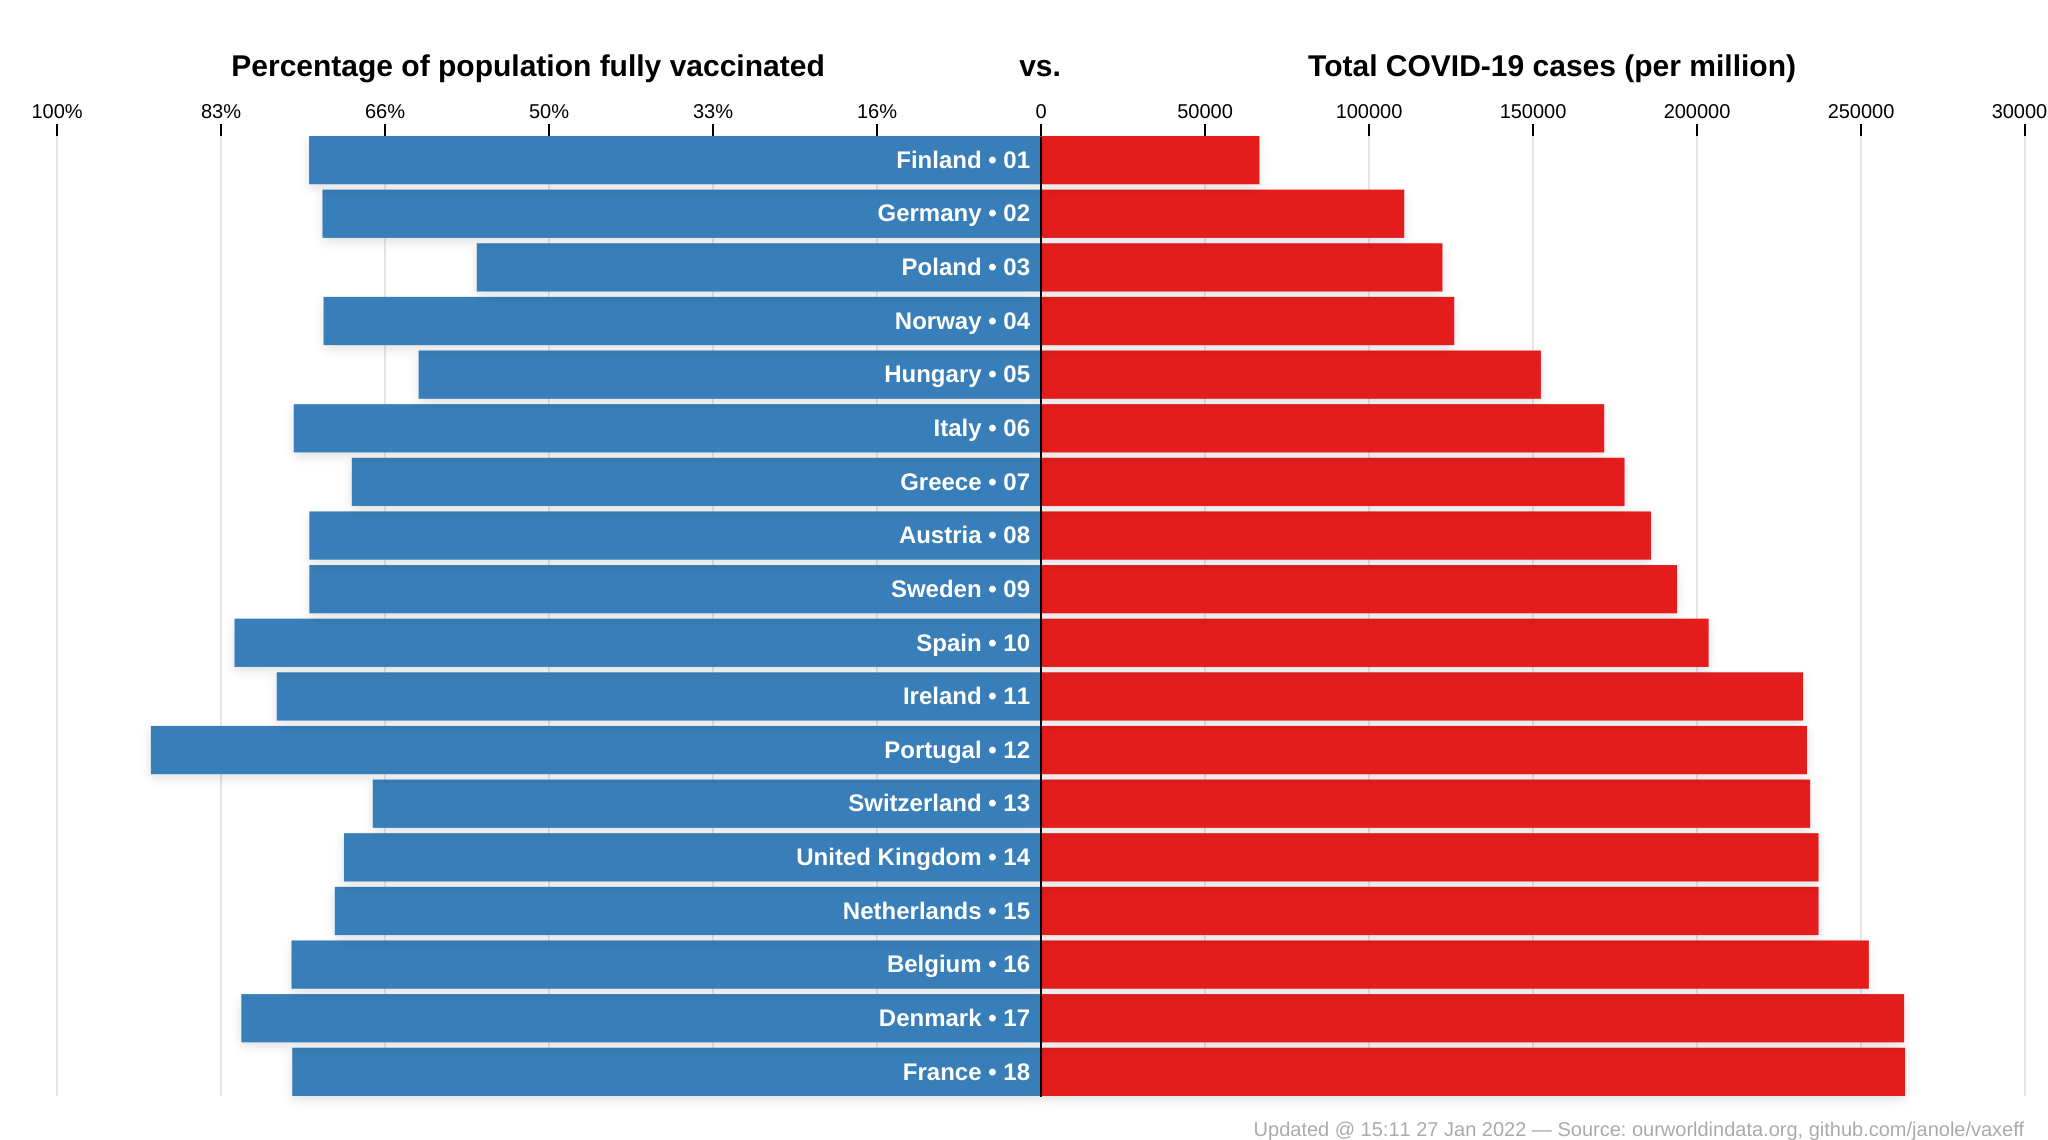 Percentage of population fully vaccinated vs. Total COVID-19 cases (per million)
100% 83% 66% 50% 33% 16% 0 50000 100000 150000 200000 250000 30000
Finland • 01
Germany • 02
Poland • 03
Norway • 04
Hungary • 05
Italy • 06
Greece • 07
Austria • 08
Sweden • 09
Spain • 10
Ireland • 11
Portugal • 12
Switzerland • 13
United Kingdom • 14
Netherlands • 15
Belgium • 16
Denmark • 17
France • 18
Updated @ 15:11 27 Jan 2022 — Source: ourworldindata.org, github.com/janole/vaxeff